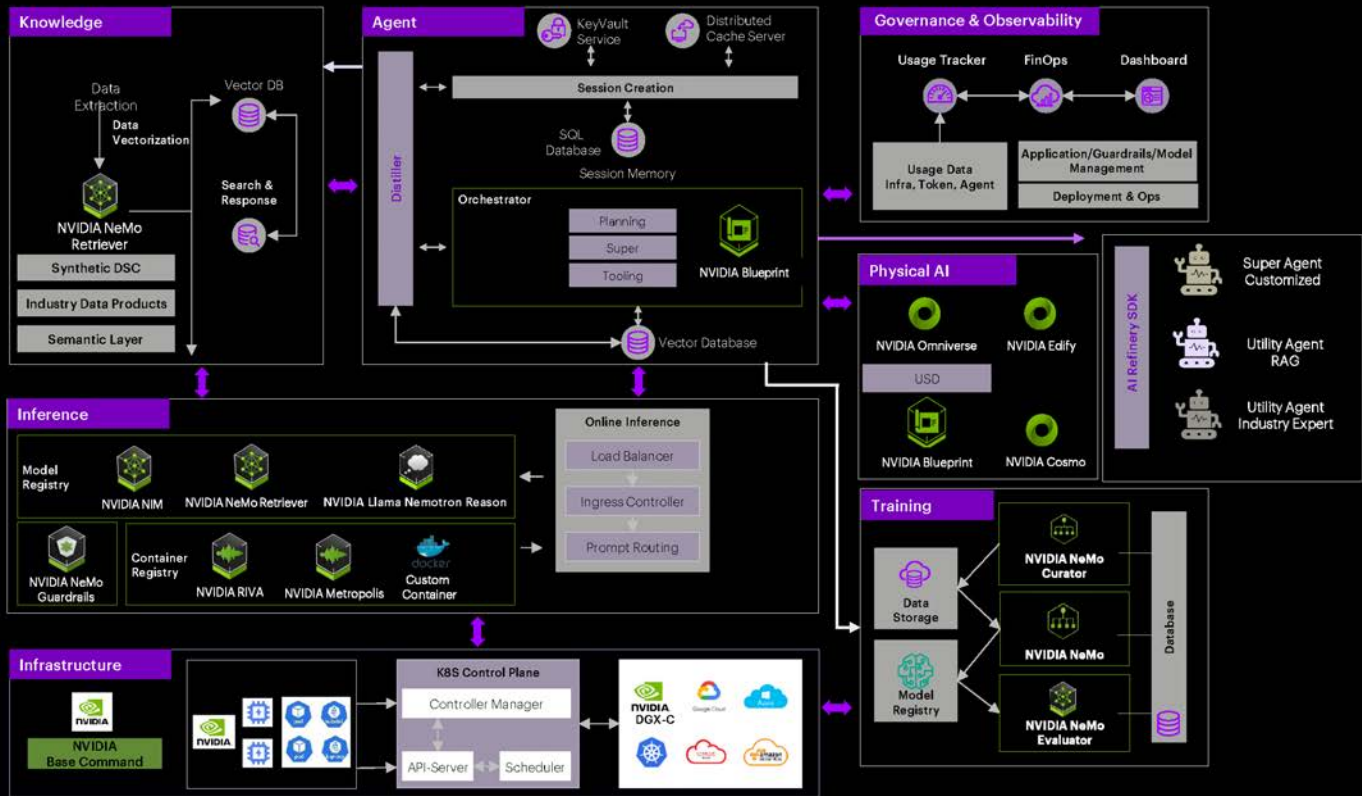 Knowledge
Data
Extraction
Data
Vectorization
Vector DB
Search &
Response
NVIDIA NeMo
Retriever
Synthetic DSC
Industry Data Products
Semantic Layer
Agent
KeyVault
Service
Distributed
Cache Server
Distiller
Session Creation
SQL
Database
Session Memory
Orchestrator
Planning
Super
Tooling
NVIDIA Blueprint
Vector Database
Governance & Observability
Usage Tracker
FinOps
Dashboard
Usage Data
Infra, Token, Agent
Application/Guardrails/Model
Management
Deployment & Ops
Physical AI
NVIDIA Omniverse
NVIDIA Edify
USD
NVIDIA Blueprint
NVIDIA Cosmo
AI Refinery SDK
Super Agent
Customized
Utility Agent
RAG
Utility Agent
Industry Expert
Inference
Model
Registry
NVIDIA NIM
NVIDIA NeMo Retriever
NVIDIA Llama Nemotron Reason
NVIDIA NeMo
Guardrails
Container
Registry
NVIDIA RIVA
NVIDIA Metropolis
docker
Custom
Container
Online Inference
Load Balancer
Ingress Controller
Prompt Routing
Training
Data
Storage
Model
Registry
NVIDIA NeMo
Curator
NVIDIA NeMo
NVIDIA NeMo
Evaluator
Database
Infrastructure
NVIDIA
NVIDIA
Base Command
NVIDIA
K8S Control Plane
Controller Manager
API-Server
Scheduler
NVIDIA
DGX-C
Google Cloud
Azure